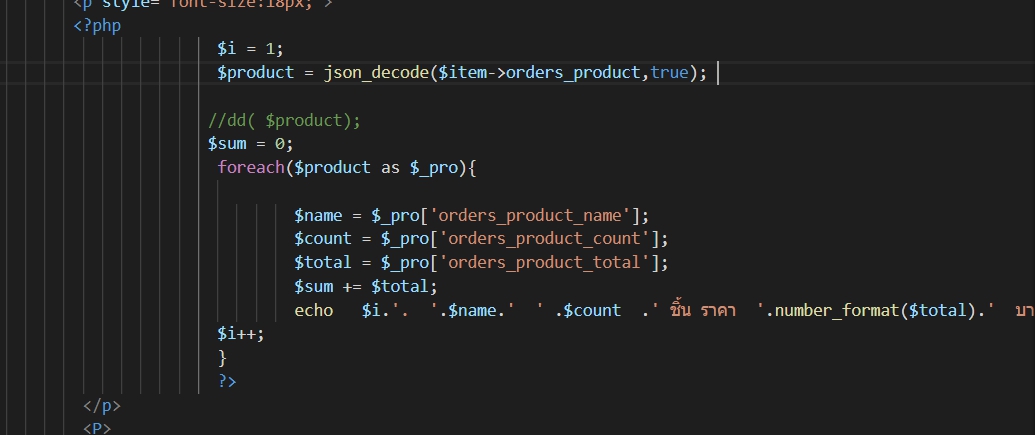 <p style="font-size:18px;">
<?php
$i = 1;
$product = json_decode($item->orders_product,true);
//dd( $product);
$sum = 0;
foreach($product as $_pro){
$name = $_pro['orders_product_name'];
$count = $_pro['orders_product_count'];
$total = $_pro['orders_product_total'];
$sum += $total;
echo $i.'. '.$name.' ' .$count .' ชิ้น ราคา '.number_format($total).' บา
$i++;
}
?>
</p>
<P>